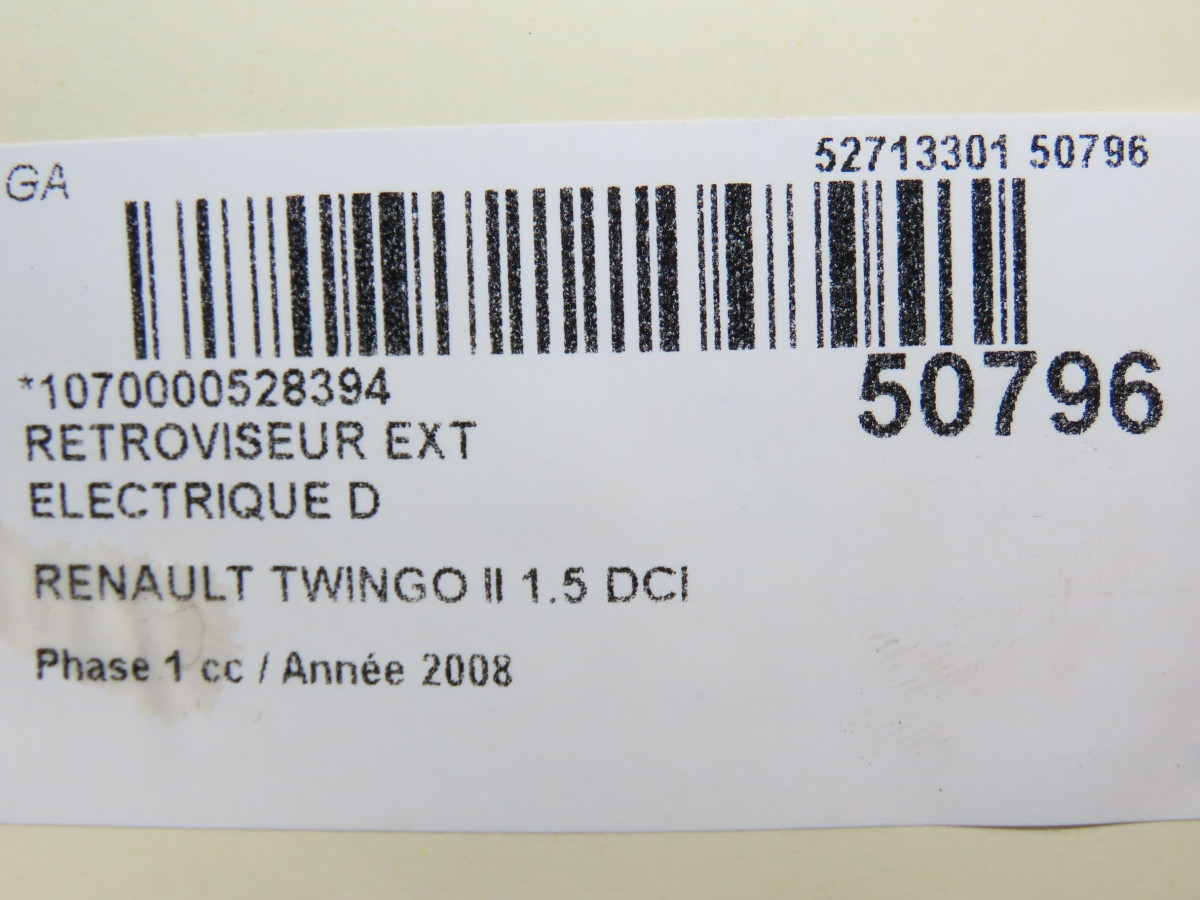 GA
52713301 50796
*1070000528394
50796
RETROVISEUR EXT
ELECTRIQUE D
RENAULT TWINGO II 1.5 DCI
Phase 1 cc / Année 2008